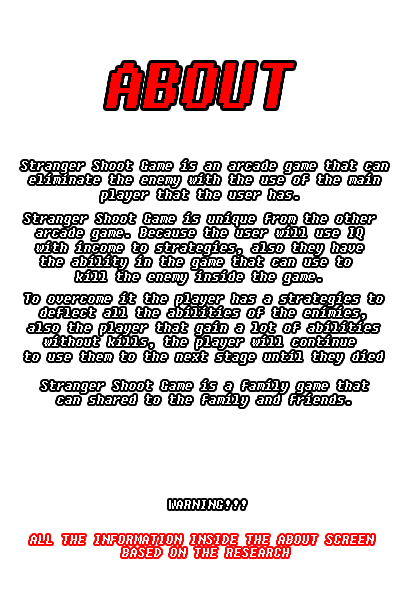 ABOUT
Stranger Shoot Game is an arcade game that can
eliminate the enemy with the use of the main
player that the user has.
Stranger Shoot Game is unique from the other
arcade game. Because the user will use IQ
with income to strategies, also they have
the ability in the game that can use to
kill the enemy inside the game.
To overcome it the player has a strategies to
deflect all the abilities of the enimies,
also the player that gain a lot of abilities
without kills, the player will continue
to use them to the next stage until they died
Stranger Shoot Game is a family game that
can shared to the family and friends.
WARNING!!!
ALL THE INFORMATION INSIDE THE ABOUT SCREEN
BASED ON THE RESEARCH